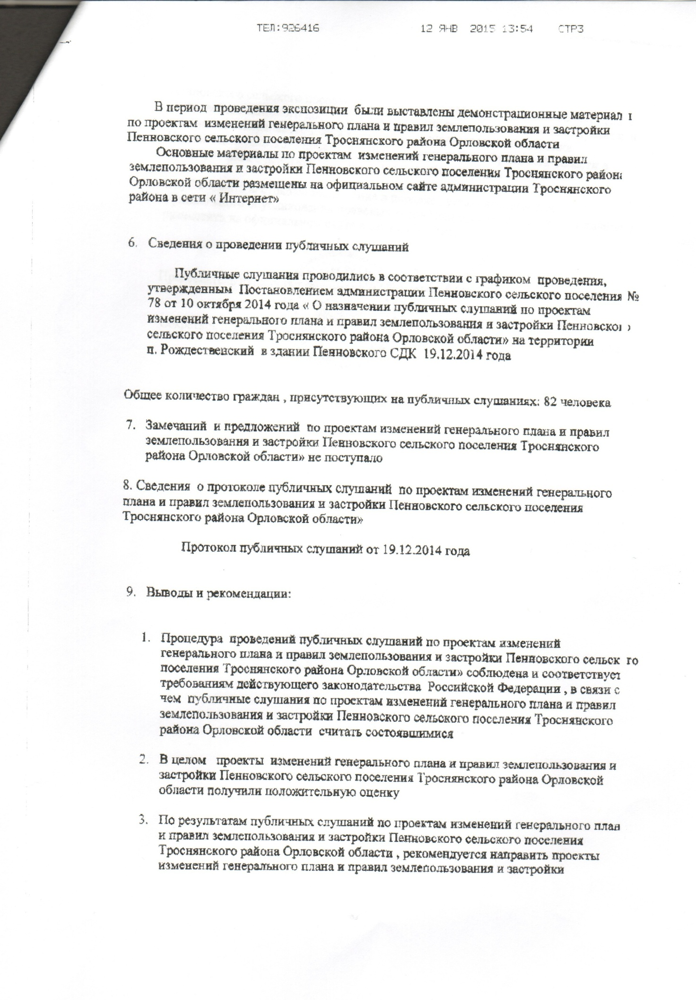 ТЕЛ:926416 12 ЯНВ 2015 13:54 СТР3
В период проведения экспозиции были выставлены демонстрационные материал
по проектам изменений генерального плана и правил землепользования и застройки
Пенновского сельского поселения Троснянского района Орловской области
Основные материалы по проектам изменений генерального плана и правил
землепользования и застройки Пенновского сельского поселения Троснянского района
Орловской области размещены на официальном сайте администрации Троснянского
района в сети « Интернет»
6. Сведения о проведении публичных слушаний
Публичные слушания проводились в соответствии с графиком проведения,
утвержденным Постановлением администрации Пенновского сельского поселения №
78 от 10 октября 2014 года « О назначении публичных слушаний по проектам
изменений генерального плана и правил землепользования и застройки Пенновского
сельского поселения Троснянского района Орловской области» на территории
п. Рождественский в здании Пенновского СДК 19.12.2014 года
Общее количество граждан , присутствующих на публичных слушаниях: 82 человека
7. Замечаний и предложений по проектам изменений генерального плана и правил
землепользования и застройки Пенновского сельского поселения Троснянского
района Орловской области» не поступало
8. Сведения о протоколе публичных слушаний по проектам изменений генерального
плана и правил землепользования и застройки Пенновского сельского поселения
Троснянского района Орловской области»
Протокол публичных слушаний от 19.12.2014 года
9. Выводы и рекомендации:
1. Процедура проведений публичных слушаний по проектам изменений
генерального плана и правил землепользования и застройки Пенновского сельск го
поселения Троснянского района Орловской области» соблюдена и соответствует
требованиям действующего законодательства Российской Федерации , в связи с
чем публичные слушания по проектам изменений генерального плана и правил
землепользования и застройки Пенновского сельского поселения Троснянского
района Орловской области считать состоявшимися
2. В целом проекты изменений генерального плана и правил землепользования и
застройки Пенновского сельского поселения Троснянского района Орловской
области получили положительную оценку
3. По результатам публичных слушаний по проектам изменений генерального план
и правил землепользования и застройки Пенновского сельского поселения
Троснянского района Орловской области , рекомендуется направить проекты
изменений генерального плана и правил землепользования и застройки